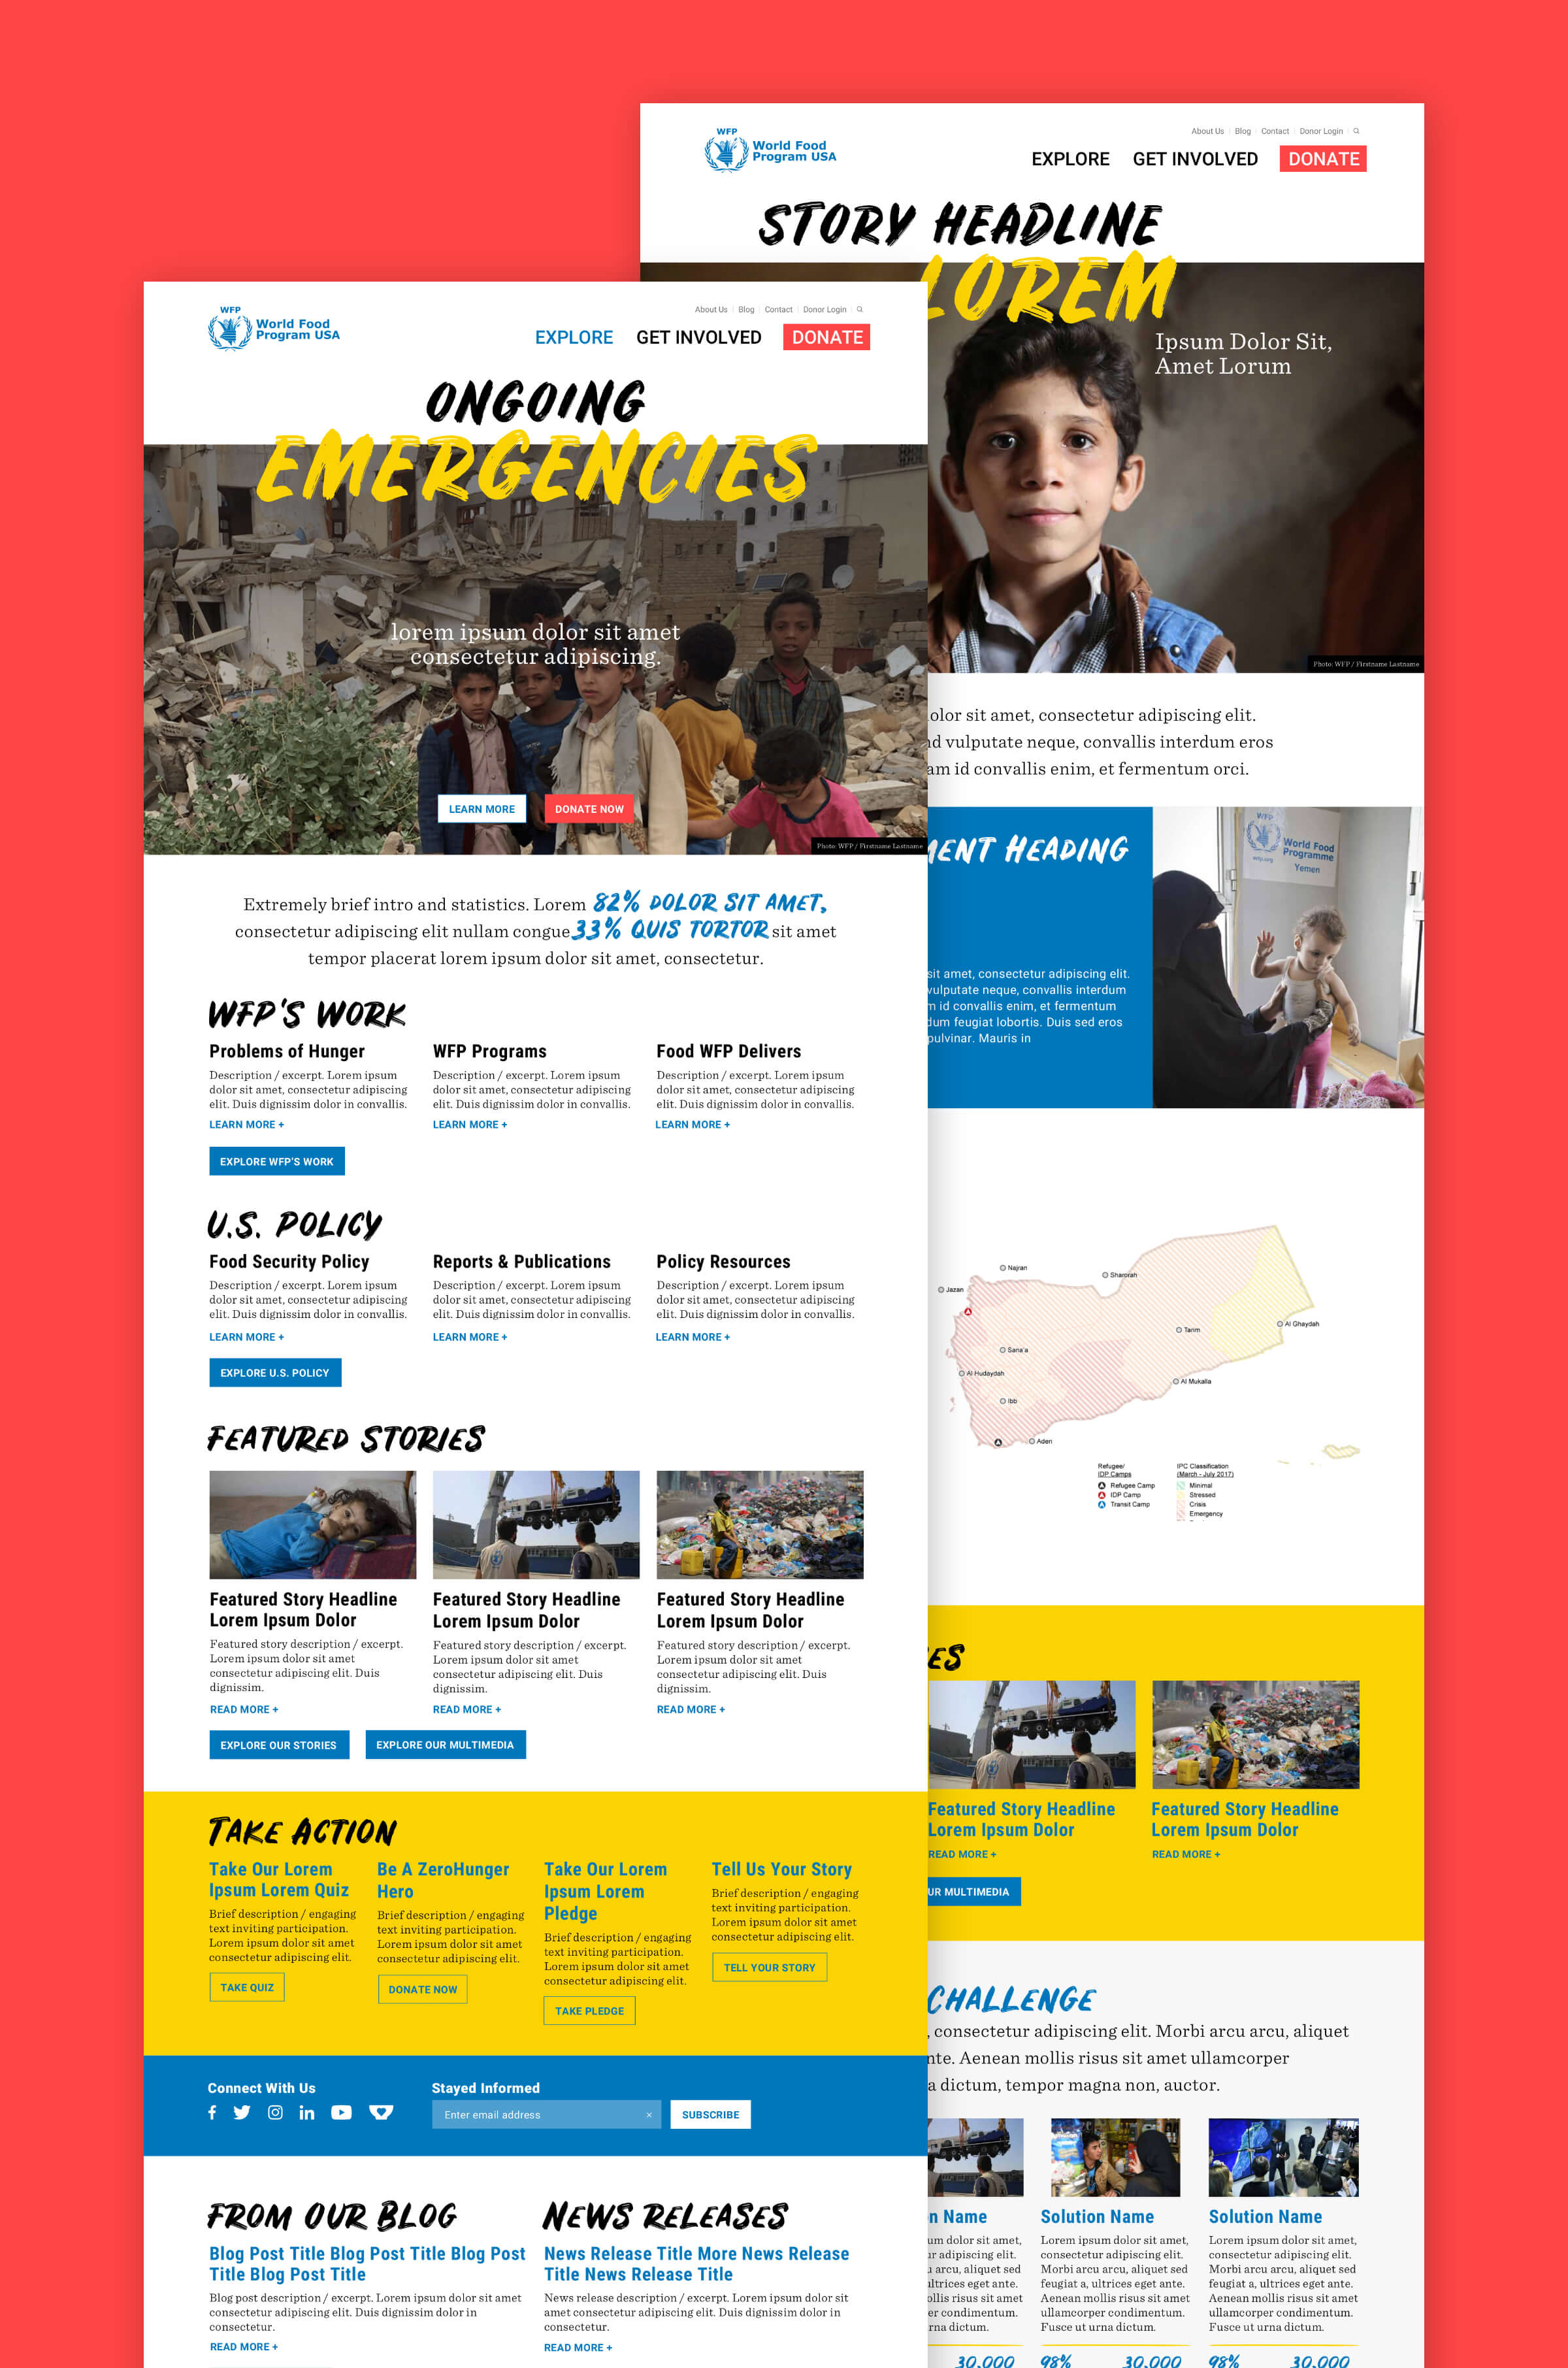 WFP
World Food
Program USA
About Us
Blog
Contact
Donor Login
EXPLORE
GET INVOLVED
DONATE
ONGOING
EMERGENCIES
lorem ipsum dolor sit amet
consectetur adipiscing.
LEARN MORE
DONATE NOW
Photo: WFP / Firstname Lastname
Extremely brief intro and statistics. Lorem 82% DOLOR SIT AMET,
consectetur adipiscing elit nullam congue 33% QUIS TORTOR sit amet
tempor placerat lorem ipsum dolor sit amet, consectetur.
WFP'S WORK
Problems of Hunger
Description / excerpt. Lorem ipsum
dolor sit amet, consectetur adipiscing
elit. Duis dignissim dolor in convallis.
LEARN MORE +
WFP Programs
Description / excerpt. Lorem ipsum
dolor sit amet, consectetur adipiscing
elit. Duis dignissim dolor in convallis.
LEARN MORE +
Food WFP Delivers
Description / excerpt. Lorem ipsum
dolor sit amet, consectetur adipiscing
elit. Duis dignissim dolor in convallis.
LEARN MORE +
EXPLORE WFP'S WORK
U.S. POLICY
Food Security Policy
Description / excerpt. Lorem ipsum
dolor sit amet, consectetur adipiscing
elit. Duis dignissim dolor in convallis.
LEARN MORE +
Reports & Publications
Description / excerpt. Lorem ipsum
dolor sit amet, consectetur adipiscing
elit. Duis dignissim dolor in convallis.
LEARN MORE +
Policy Resources
Description / excerpt. Lorem ipsum
dolor sit amet, consectetur adipiscing
elit. Duis dignissim dolor in convallis.
LEARN MORE +
EXPLORE U.S. POLICY
FEATURED STORIES
Featured Story Headline
Lorem Ipsum Dolor
Featured story description / excerpt.
Lorem ipsum dolor sit amet
consectetur adipiscing elit. Duis
dignissim.
READ MORE +
Featured Story Headline
Lorem Ipsum Dolor
Featured story description / excerpt.
Lorem ipsum dolor sit amet
consectetur adipiscing elit. Duis
dignissim.
READ MORE +
Featured Story Headline
Lorem Ipsum Dolor
Featured story description / excerpt.
Lorem ipsum dolor sit amet
consectetur adipiscing elit. Duis
dignissim.
READ MORE +
EXPLORE OUR STORIES
EXPLORE OUR MULTIMEDIA
TAKE ACTION
Take Our Lorem
Ipsum Lorem Quiz
Brief description / engaging
text inviting participation.
Lorem ipsum dolor sit amet
consectetur adipiscing elit.
TAKE QUIZ
Be A ZeroHunger
Hero
Brief description / engaging
text inviting participation.
Lorem ipsum dolor sit amet
consectetur adipiscing elit.
DONATE NOW
Take Our Lorem
Ipsum Lorem
Pledge
Brief description / engaging
text inviting participation.
Lorem ipsum dolor sit amet
consectetur adipiscing elit.
TAKE PLEDGE
Tell Us Your Story
Brief description / engaging
text inviting participation.
Lorem ipsum dolor sit amet
consectetur adipiscing elit.
TELL YOUR STORY
Connect With Us
Stayed Informed
Enter email address ×
SUBSCRIBE
FROM OUR BLOG
Blog Post Title Blog Post Title Blog Post
Title Blog Post Title
Blog post description / excerpt. Lorem ipsum dolor sit amet
consectetur adipiscing elit. Duis dignissim dolor in
consectetur.
READ MORE +
NEWS RELEASES
News Release Title More News Release
Title News Release Title
News release description / excerpt. Lorem ipsum dolor sit
amet consectetur adipiscing elit. Duis dignissim dolor in
consectetur.
READ MORE +
WFP
World Food
Program USA
About Us
Blog
Contact
Donor Login
EXPLORE
GET INVOLVED
DONATE
STORY HEADLINE
LOREM
Ipsum Dolor Sit,
Amet Lorum
Photo: WFP / Firstname Lastname
olor sit amet, consectetur adipiscing elit.
d vulputate neque, convallis interdum eros
am id convallis enim, et fermentum orci.
MENT HEADING
sit amet, consectetur adipiscing elit.
vulputate neque, convallis interdum
m id convallis enim, et fermentum
dum feugiat lobortis. Duis sed eros
pulvinar. Mauris in
WFP
wfp.org
World Food
Programme
Yemen
Najran
Sharorah
Jazan
Al Ghaydah
Tarim
Sana'a
Al Hudaydah
Al Mukalla
Ibb
Aden
Refugee/
IDP Camps
Refugee Camp
IDP Camp
Transit Camp
IPC Classification
(March - July 2017)
Minimal
Stressed
Crisis
Emergency
ES
Featured Story Headline
Lorem Ipsum Dolor
READ MORE +
Featured Story Headline
Lorem Ipsum Dolor
READ MORE +
UR MULTIMEDIA
CHALLENGE
, consectetur adipiscing elit. Morbi arcu arcu, aliquet
nte. Aenean mollis risus sit amet ullamcorper
a dictum, tempor magna non, auctor.
n Name
um dolor sit amet,
ur adipiscing elit.
u arcu, aliquet sed
ultrices eget ante.
ollis risus sit amet
er condimentum.
rna dictum.
30,000
Solution Name
Lorem ipsum dolor sit amet,
consectetur adipiscing elit.
Morbi arcu arcu, aliquet sed
feugiat a, ultrices eget ante.
Aenean mollis risus sit amet
ullamcorper condimentum.
Fusce ut urna dictum.
98%
30,000
Solution Name
Lorem ipsum dolor sit amet,
consectetur adipiscing elit.
Morbi arcu arcu, aliquet sed
feugiat a, ultrices eget ante.
Aenean mollis risus sit amet
ullamcorper condimentum.
Fusce ut urna dictum.
98%
30,000